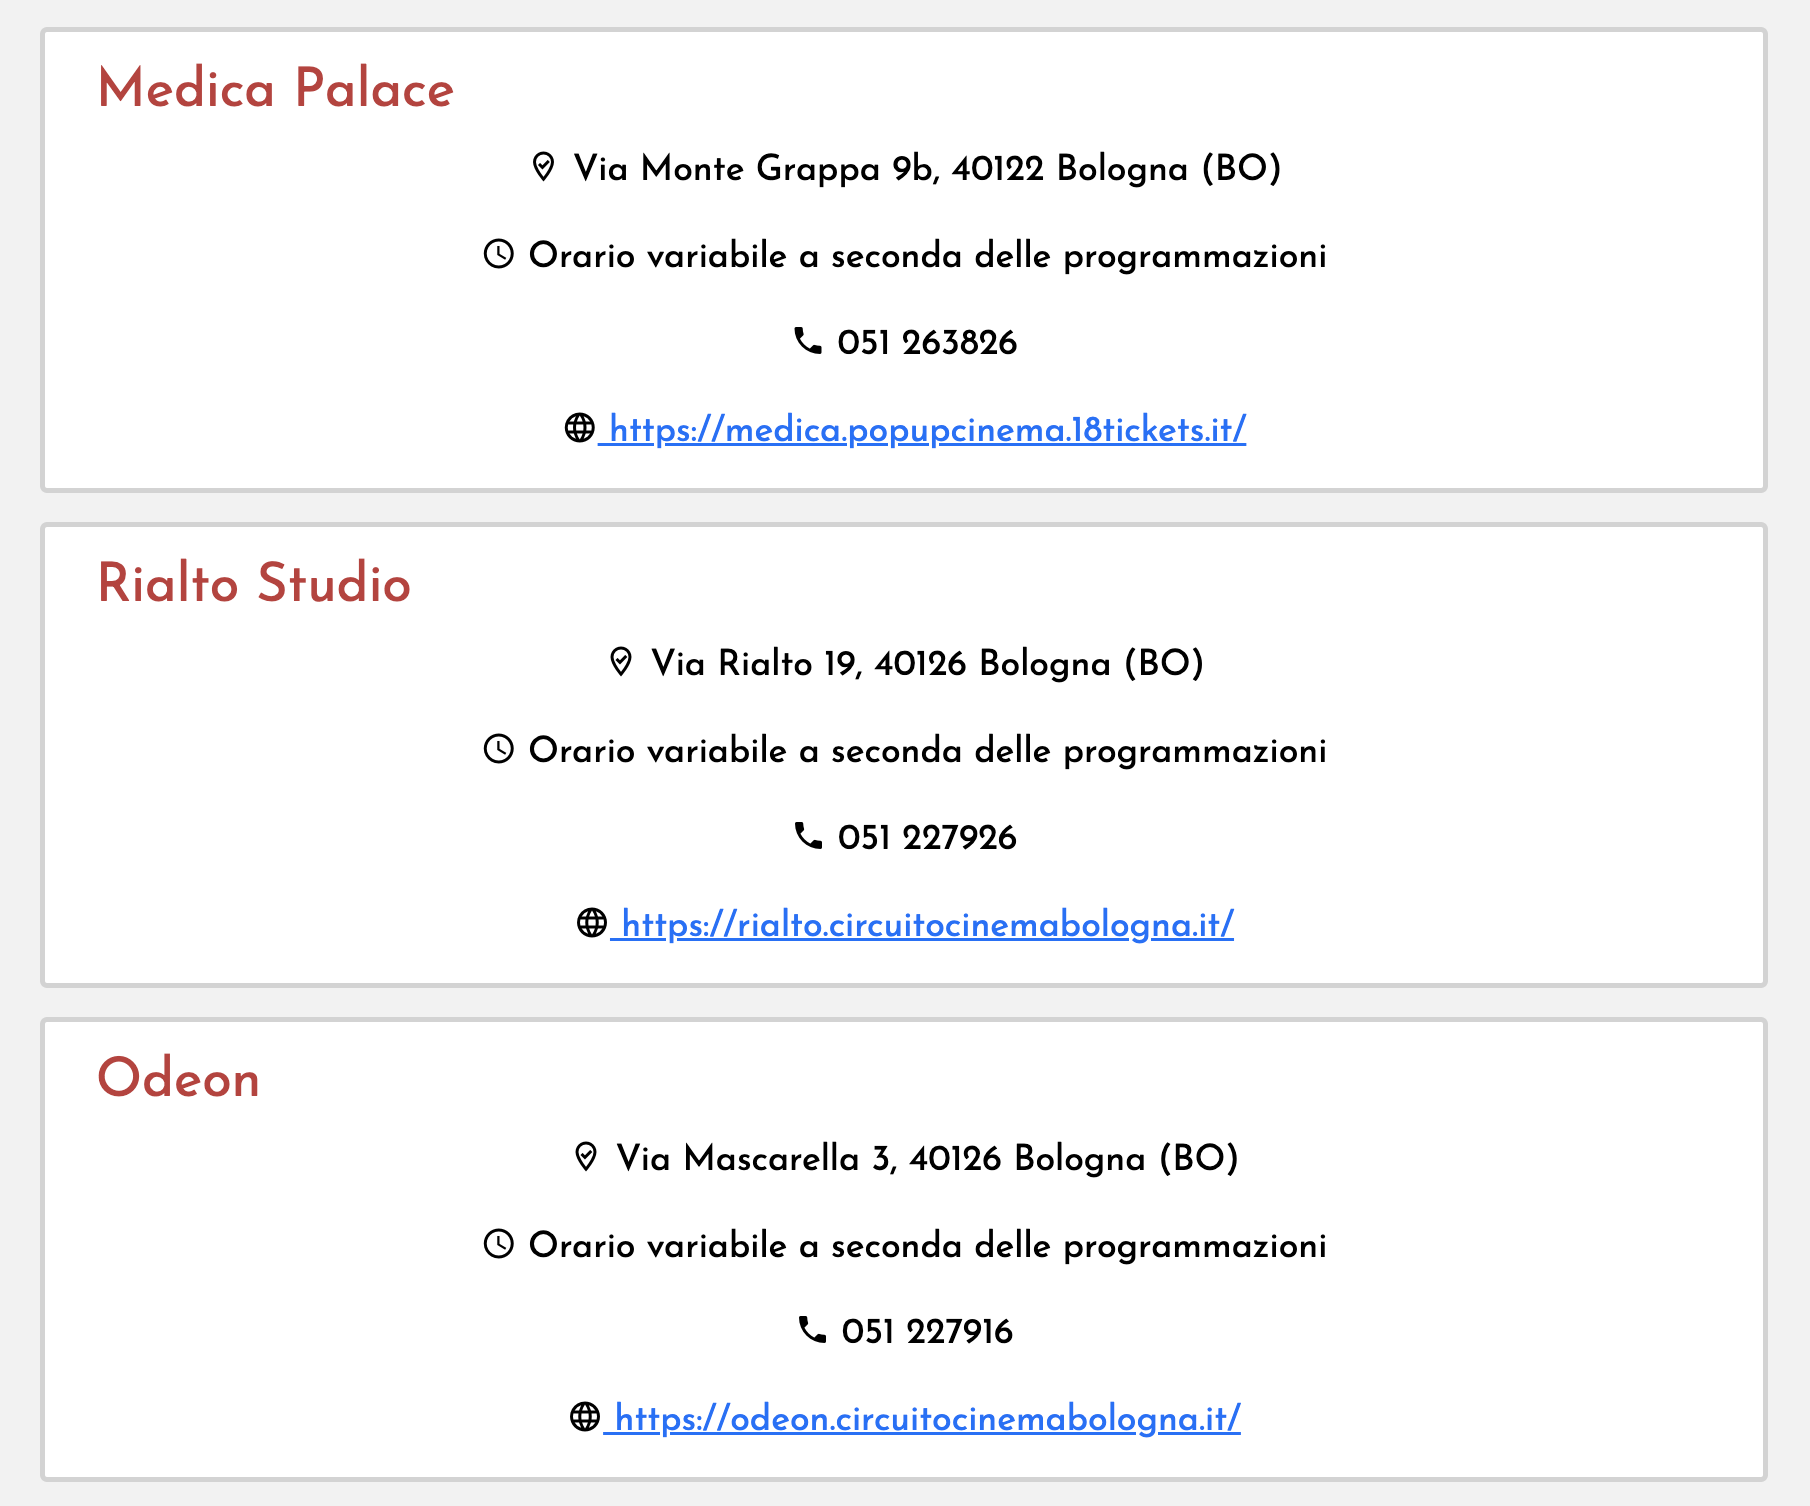 Medica Palace
Via Monte Grappa 9b, 40122 Bologna (BO)
Orario variabile a seconda delle programmazioni
051 263826
https://medica.popupcinema.18tickets.it/
Rialto Studio
Via Rialto 19, 40126 Bologna (BO)
Orario variabile a seconda delle programmazioni
051 227926
https://rialto.circuitocinemabologna.it/
Odeon
Via Mascarella 3, 40126 Bologna (BO)
Orario variabile a seconda delle programmazioni
051 227916
https://odeon.circuitocinemabologna.it/